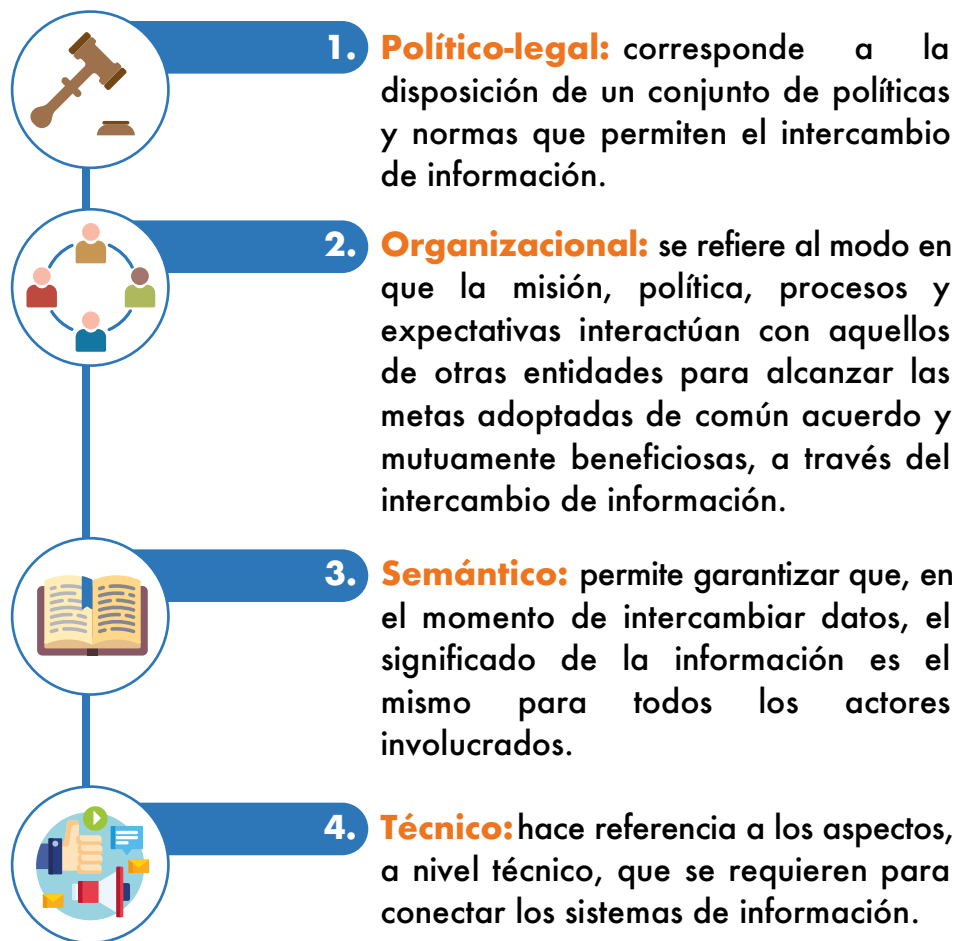 1. Político-legal: corresponde a la
disposición de un conjunto de políticas
y normas que permiten el intercambio
de información.
2. Organizacional: se refiere al modo en
que la misión, política, procesos y
expectativas interactúan con aquellos
de otras entidades para alcanzar las
metas adoptadas de común acuerdo y
mutuamente beneficiosas, a través del
intercambio de información.
3. Semántico: permite garantizar que, en
el momento de intercambiar datos, el
significado de la información es el
mismo para todos los actores
involucrados.
4. Técnico: hace referencia a los aspectos,
a nivel técnico, que se requieren para
conectar los sistemas de información.